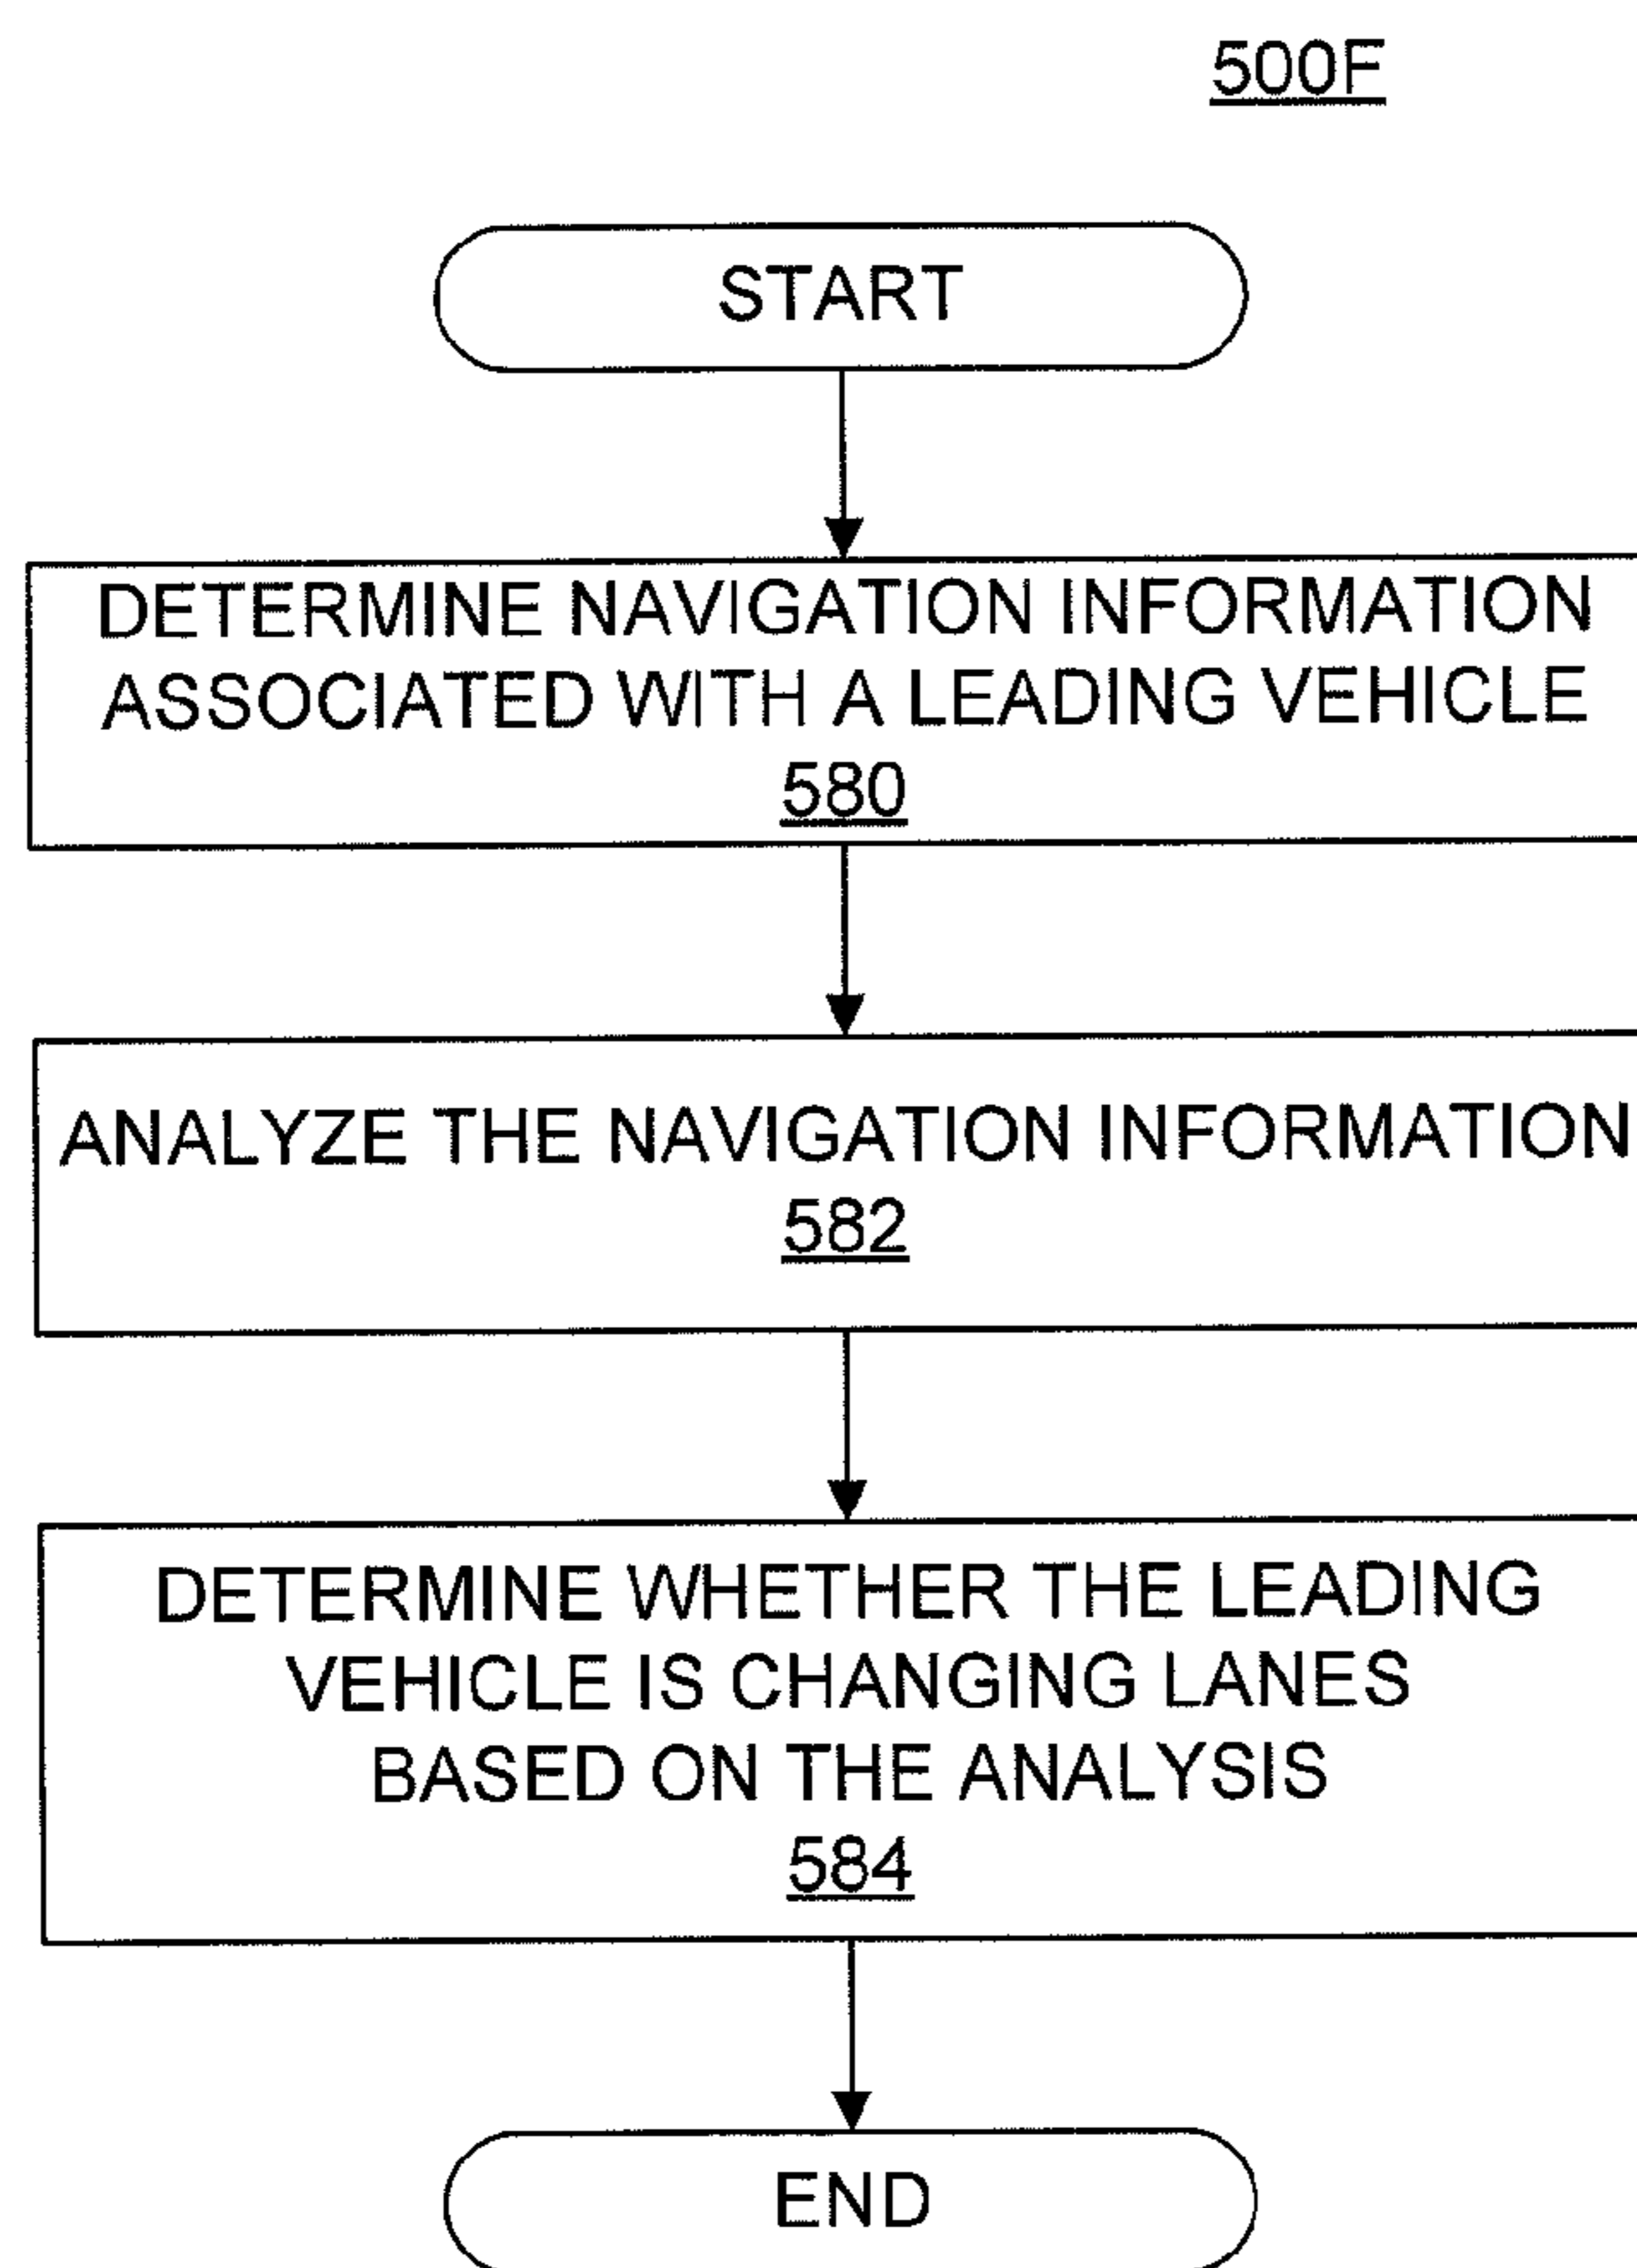 500F
START
DETERMINE NAVIGATION INFORMATION
ASSOCIATED WITH A LEADING VEHICLE
580
ANALYZE THE NAVIGATION INFORMATION
582
DETERMINE WHETHER THE LEADING
VEHICLE IS CHANGING LANES
BASED ON THE ANALYSIS
584
END